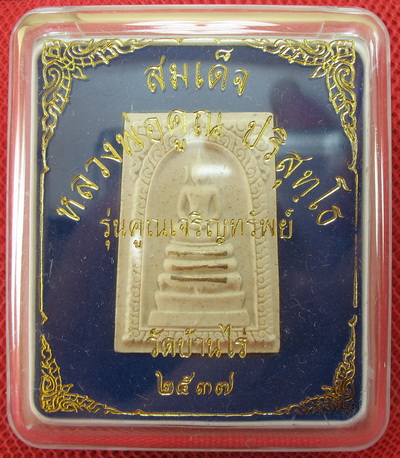 สมเด็จ
หลวงพ่อคูณ ปริสุทฺโธ
รุ่นคูณเจริญทรัพย์
วัดบ้านไร่
๒๕๓๗